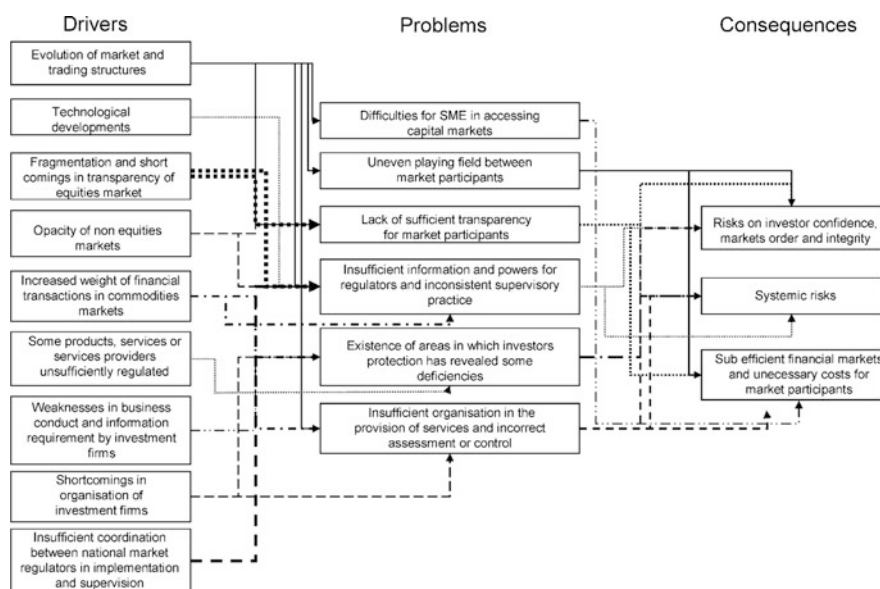 Drivers
Problems
Consequences
Evolution of market and
trading structures
Technological
developments
Fragmentation and short
comings in transparency of
equities market
Opacity of non equities
markets
Increased weight of financial
transactions in commodities
markets
Some products, services or
services providers
unsufficiently regulated
Weaknesses in business
conduct and information
requirement by investment
firms
Shortcomings in
organisation of
investment firms
Insufficient coordination
between national market
regulators in implementation
and supervision
Difficulties for SME in accessing
capital markets
Uneven playing field between
market participants
Lack of sufficient transparency
for market participants
Insufficient information and powers for
regulators and inconsistent supervisory
practice
Existence of areas in which investors
protection has revealed some
deficiencies
Insufficient organisation in the
provision of services and incorrect
assessment or control
Risks on investor confidence,
markets order and integrity
Systemic risks
Sub efficient financial markets
and unecessary costs for
market participants